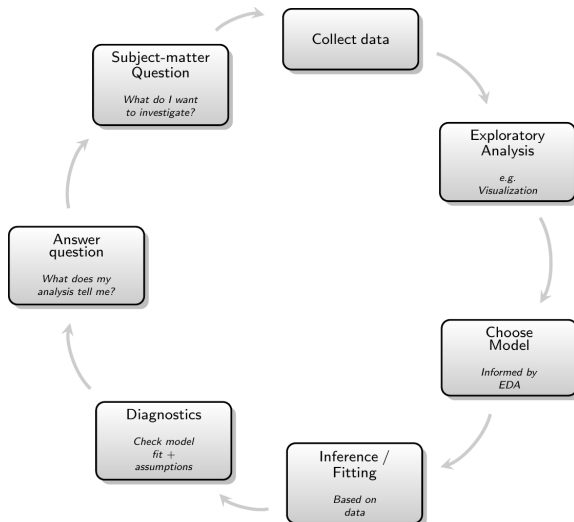 Collect data
Subject-matter
Question
What do I want
to investigate?
Exploratory
Analysis
e.g.
Visualization
Answer
question
What does my
analysis tell me?
Choose
Model
Informed by
EDA
Diagnostics
Check model
fit +
assumptions
Inference /
Fitting
Based on
data